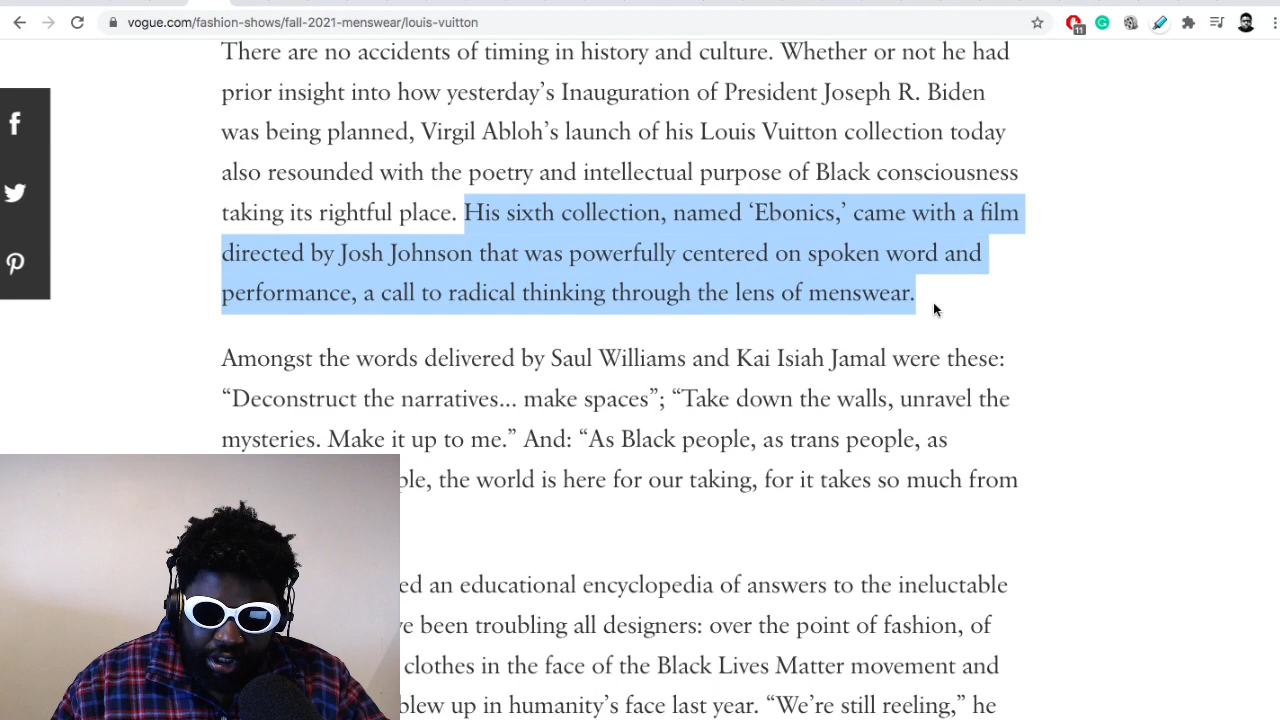 vogue.com/fashion-shows/fall-2021-menswear/louis-vuitton
11
There are no accidents of timing in history and culture. Whether or not he had
prior insight into how yesterday’s Inauguration of President Joseph R. Biden
was being planned, Virgil Abloh’s launch of his Louis Vuitton collection today
also resounded with the poetry and intellectual purpose of Black consciousness
taking its rightful place. His sixth collection, named ‘Ebonics,’ came with a film
directed by Josh Johnson that was powerfully centered on spoken word and
performance, a call to radical thinking through the lens of menswear.
Amongst the words delivered by Saul Williams and Kai Isiah Jamal were these:
“Deconstruct the narratives... make spaces”; “Take down the walls, unravel the
mysteries. Make it up to me.” And: “As Black people, as trans people, as
the world is here for our taking, for it takes so much from
an educational encyclopedia of answers to the ineluctable
been troubling all designers: over the point of fashion, of
clothes in the face of the Black Lives Matter movement and
blew up in humanity’s face last year. “We’re still reeling,” he